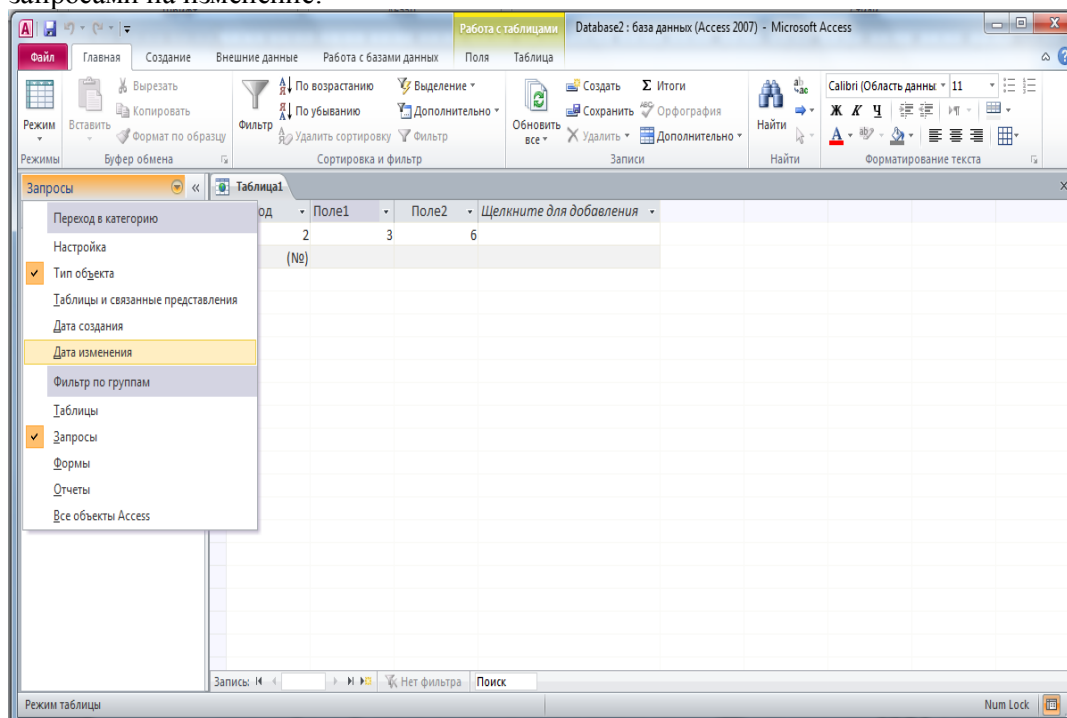 запросами на изменение.
Работа с таблицами
Database2 : база данных (Access 2007) - Microsoft Access
Файл Главная Создание Внешние данные Работа с базами данных Поля Таблица
Режим
Вставить
Вырезать
Копировать
Формат по образцу
Фильтр
По возрастанию
По убыванию
Удалить сортировку
Выделение
Дополнительно
Фильтр
Обновить все
Создать
Сохранить
Удалить
Итоги
Орфография
Дополнительно
Найти
Calibri (Область данны 11
Ж К Ч
Режимы Буфер обмена Сортировка и фильтр Записи Найти Форматирование текста
Запросы
Таблица1
Переход в категорию
Настройка
Тип объекта
Таблицы и связанные представления
Дата создания
Дата изменения
Фильтр по группам
Таблицы
Запросы
Формы
Отчеты
Все объекты Access
од Поле1 Поле2 Щелкните для добавления
2 3 6
(№)
Запись: Нет фильтра Поиск
Режим таблицы Num Lock